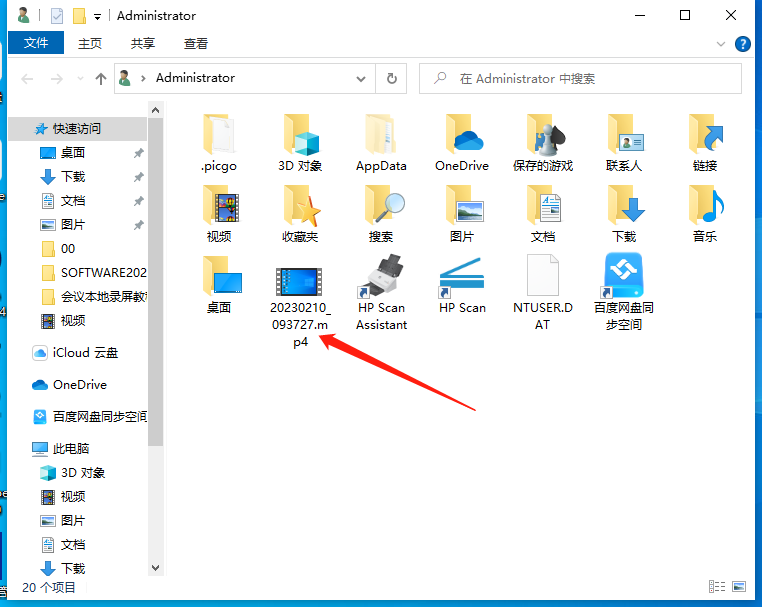 Administrator
文件 主页 共享 查看
Administrator
在 Administrator 中搜索
快速访问
桌面
下载
文档
图片
00
SOFTWARE202
会议本地录屏教
视频
iCloud 云盘
OneDrive
百度网盘同步空间
此电脑
3D 对象
视频
图片
文档
下载
.picgo
3D 对象
AppData
OneDrive
保存的游戏
联系人
链接
视频
收藏夹
搜索
图片
文档
下载
音乐
桌面
20230210_
093727.m
p4
HP Scan
Assistant
HP Scan
NTUSER.D
AT
百度网盘同
步空间
20 个项目